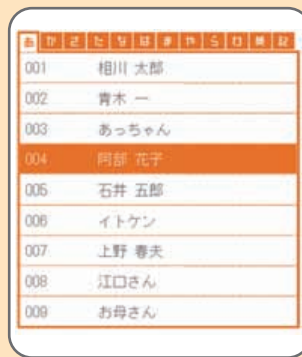 あ か さ た な は ま や ら わ 英 記
001 相川 太郎
002 青木 一
003 あっちゃん
004 阿部 花子
005 石井 五郎
006 イトケン
007 上野 春夫
008 江口さん
009 お母さん